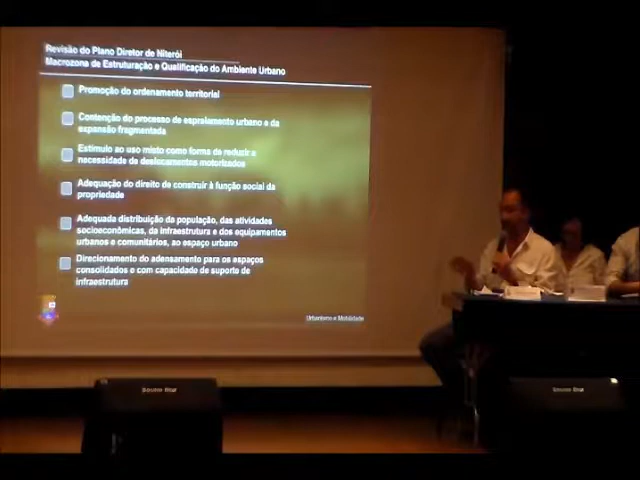 Revisão do Plano Diretor de Niterói
Macrozona de Estruturação e Qualificação do Ambiente Urbano
Promoção do ordenamento territorial
Contenção do processo de espraiamento urbano e da
expansão fragmentada
Estímulo ao uso misto como forma de reduzir a
necessidade de deslocamentos motorizados
Adequação do direito de construir à função social da
propriedade
Adequada distribuição da população, das atividades
socioeconômicas, da infraestrutura e dos equipamentos
urbanos e comunitários, ao espaço urbano
Direcionamento do adensamento para os espaços
consolidados e com capacidade de suporte de
infraestrutura
Urbanismo e Mobilidade